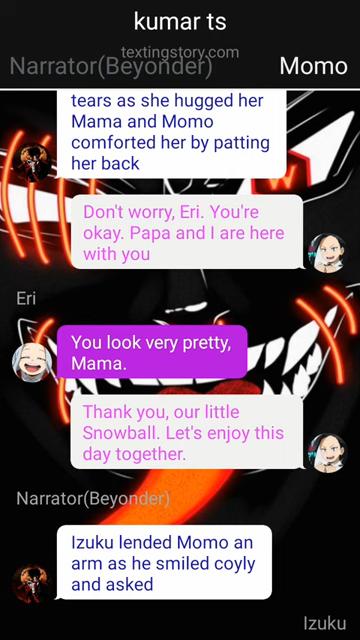 kumar ts
textingstory.com
Narrator(Beyonder)
Momo
tears as she hugged her
Mama and Momo
comforted her by patting
her back
Don't worry, Eri. You're
okay. Papa and I are here
with you
Eri
You look very pretty,
Mama.
Thank you, our little
Snowball. Let's enjoy this
day together.
Narrator(Beyonder)
Izuku lended Momo an
arm as he smiled coyly
and asked
Izuku